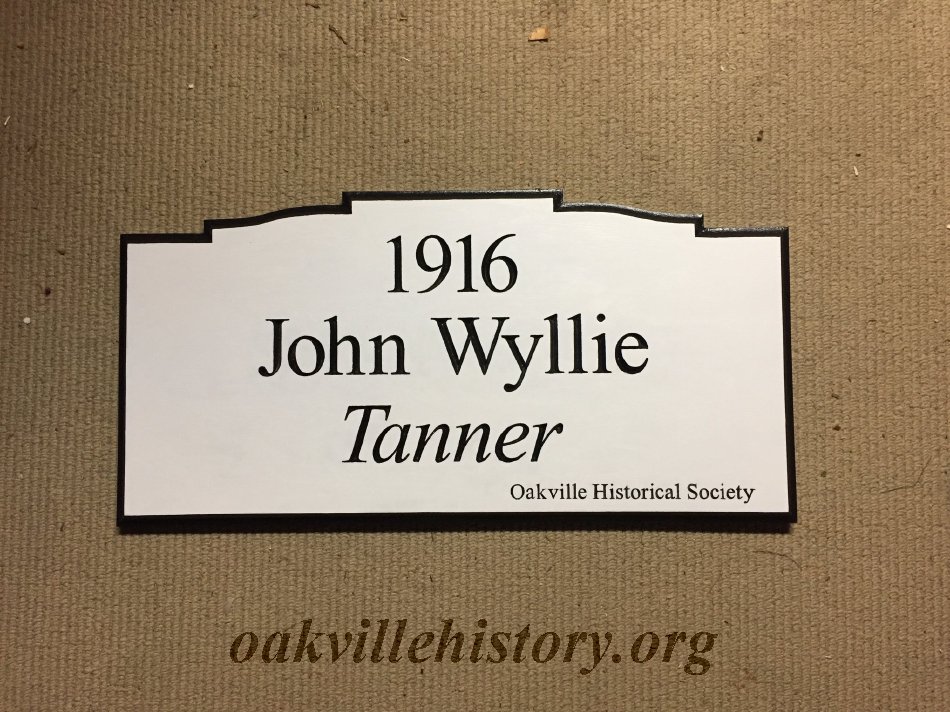 1916
John Wyllie
Tanner
Oakville Historical Society
oakvillehistory.org